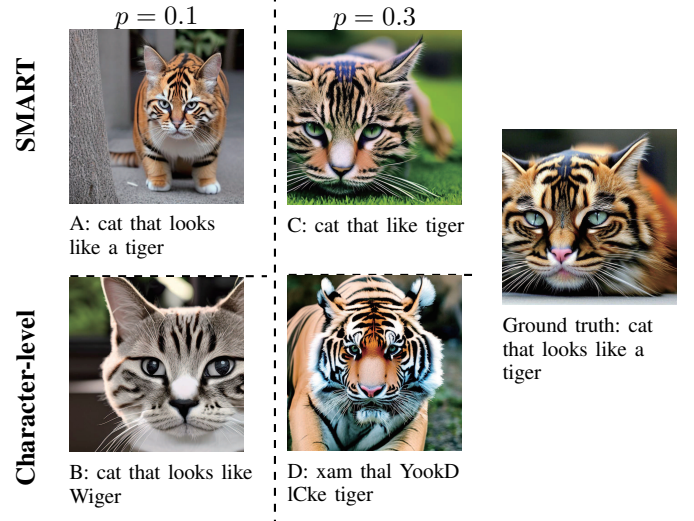 p = 0.1
p = 0.3
SMART
A: cat that looks
like a tiger
C: cat that like tiger
Ground truth: cat
that looks like a
tiger
Character-level
B: cat that looks like
Wiger
D: xam thal YookD
lCke tiger